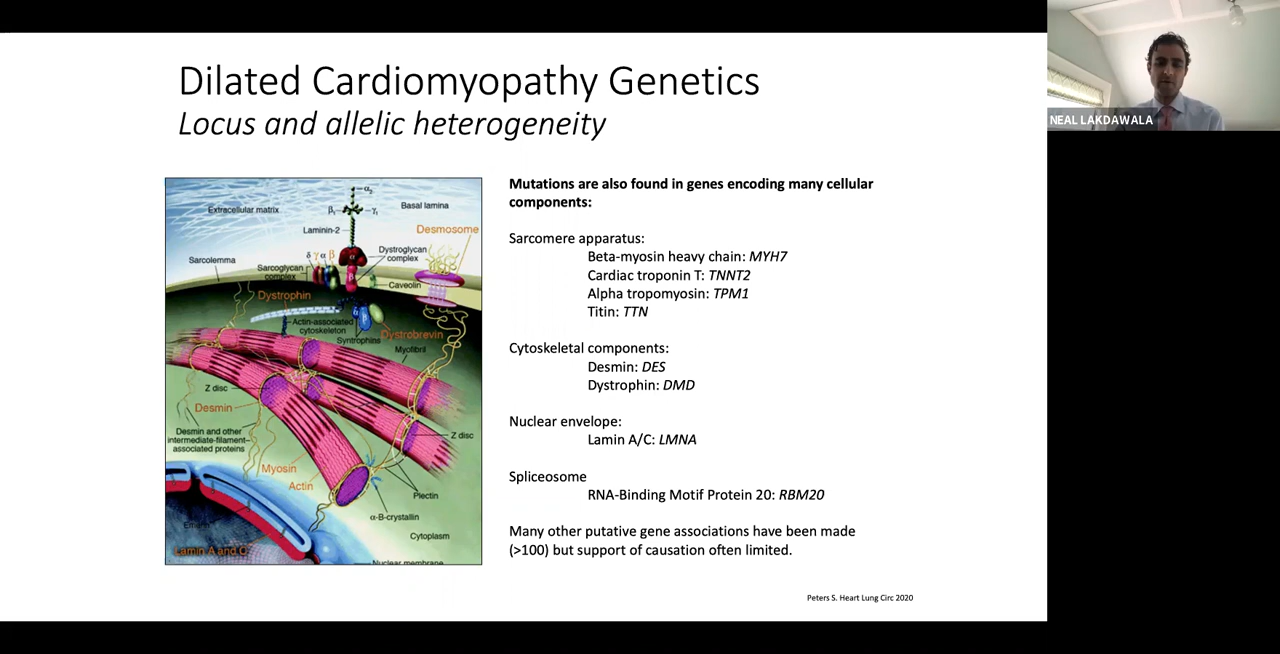 Dilated Cardiomyopathy Genetics
Locus and allelic heterogeneity
NEAL LAKDAWALA
α₂
Extracellular matrix
β₁
γ₁
Basal lamina
Laminin-2
Desmosome
Sarcolemma
δ γ α β
Dystroglycan
complex
Sarcoglycan
complex
α
β
Caveolin
Dystrophin
Actin-associated
cytoskeleton
α
β
Syntrophins
Dystrobrevin
Myofibril
Z disc
Desmin
Desmin and other
intermediate-filament–
associated proteins
Z disc
Myosin
Actin
Plectin
α-B-crystallin
Emerin
Cytoplasm
Lamin A and C
Nuclear membrane
Mutations are also found in genes encoding many cellular
components:
Sarcomere apparatus:
Beta-myosin heavy chain: MYH7
Cardiac troponin T: TNNT2
Alpha tropomyosin: TPM1
Titin: TTN
Cytoskeletal components:
Desmin: DES
Dystrophin: DMD
Nuclear envelope:
Lamin A/C: LMNA
Spliceosome
RNA-Binding Motif Protein 20: RBM20
Many other putative gene associations have been made
(>100) but support of causation often limited.
Peters S. Heart Lung Circ 2020